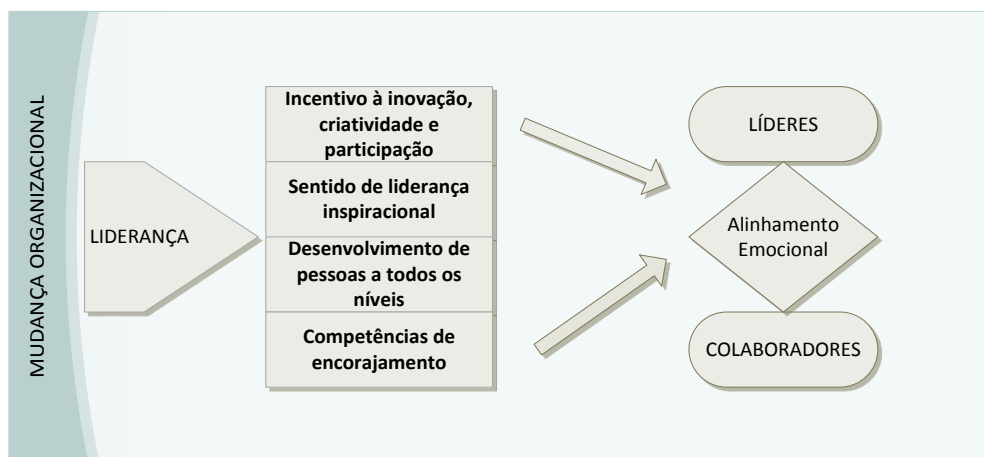 MUDANÇA ORGANIZACIONAL
LIDERANÇA
Incentivo à inovação,
criatividade e
participação
Sentido de liderança
inspiracional
Desenvolvimento de
pessoas a todos os
níveis
Competências de
encorajamento
LÍDERES
Alinhamento
Emocional
COLABORADORES